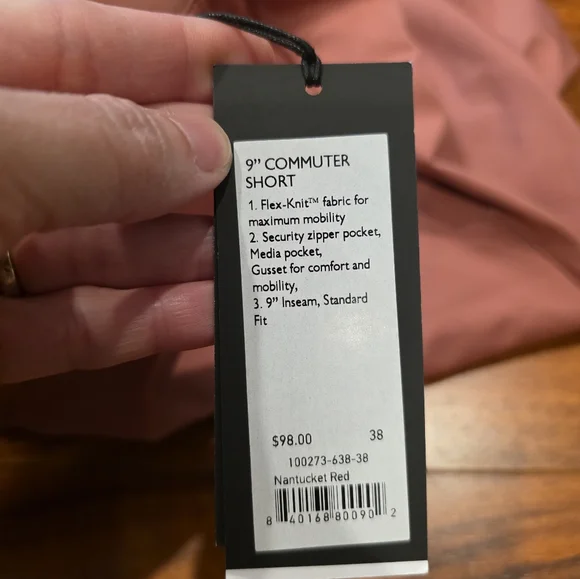 9” COMMUTER
SHORT
1. Flex-Knit™ fabric for
maximum mobility
2. Security zipper pocket,
Media pocket,
Gusset for comfort and
mobility,
3. 9” Inseam, Standard
Fit
$98.00 38
100273-638-38
Nantucket Red
8 40168 80090 2